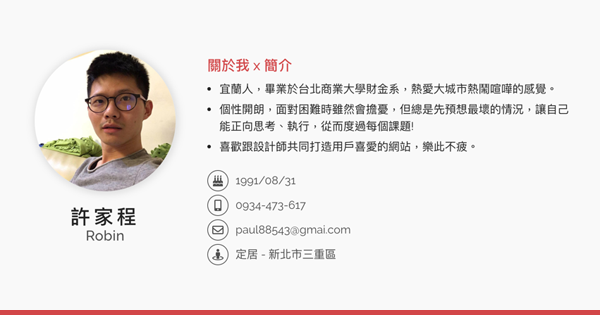 關於我 x 簡介
• 宜蘭人，畢業於台北商業大學財金系，熱愛大城市熱鬧喧嘩的感覺。
• 個性開朗，面對困難時雖然會擔憂，但總是先預想最壞的情況，讓自己
能正向思考、執行，從而度過每個課題!
• 喜歡跟設計師共同打造用戶喜愛的網站，樂此不疲。
1991/08/31
0934-473-617
paul88543@gmai.com
定居 - 新北市三重區
許家程
Robin